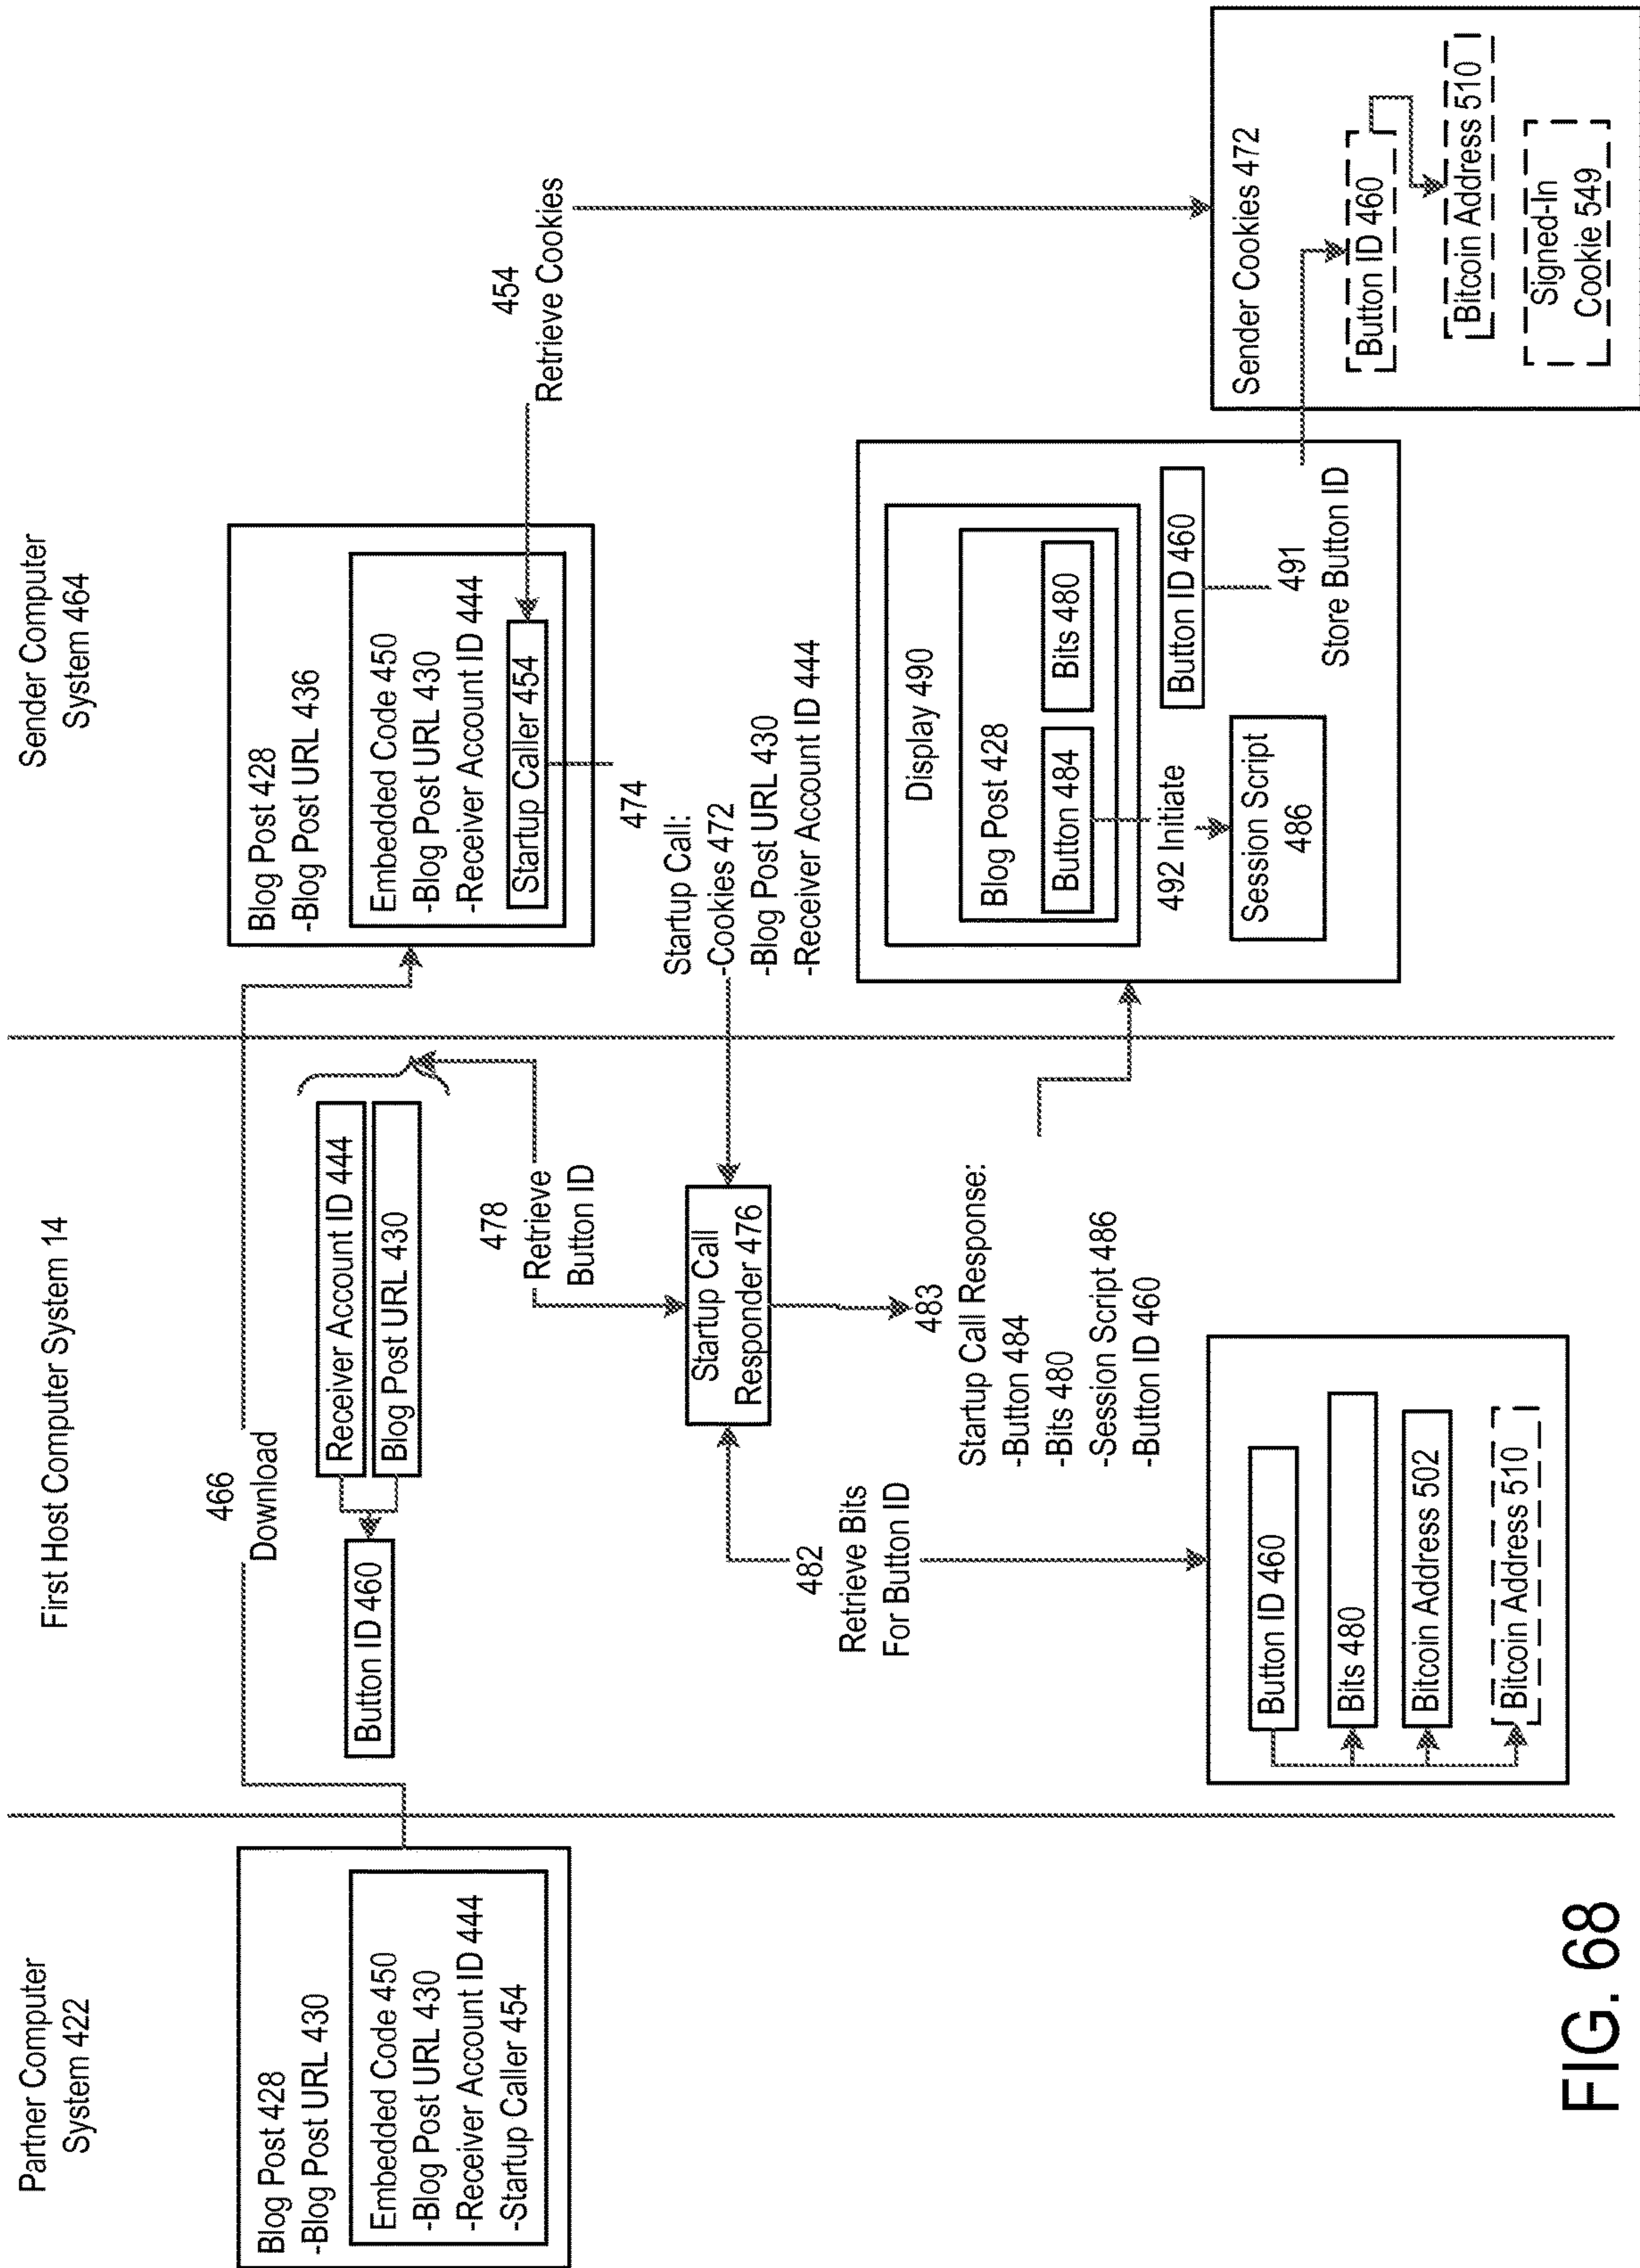 Partner Computer
System 422
First Host Computer System 14
Sender Computer
System 464
Blog Post 428
-Blog Post URL 430
Embedded Code 450
-Blog Post URL 430
-Receiver Account ID 444
-Startup Caller 454
466
Download
Button ID 460
Receiver Account ID 444
Blog Post URL 430
478
Retrieve
Button ID
Startup Call
Responder 476
482
Retrieve Bits
For Button ID
483
Startup Call Response:
-Button 484
-Bits 480
-Session Script 486
-Button ID 460
Button ID 460
Bits 480
Bitcoin Address 502
Bitcoin Address 510
Blog Post 428
-Blog Post URL 436
Embedded Code 450
-Blog Post URL 430
-Receiver Account ID 444
Startup Caller 454
454
Retrieve Cookies
474
Startup Call:
-Cookies 472
-Blog Post URL 430
-Receiver Account ID 444
Display 490
Blog Post 428
Button 484
Bits 480
Button ID 460
492 Initiate
Session Script
486
491
Store Button ID
Sender Cookies 472
Button ID 460
Bitcoin Address 510
Signed-In
Cookie 549
FIG. 68